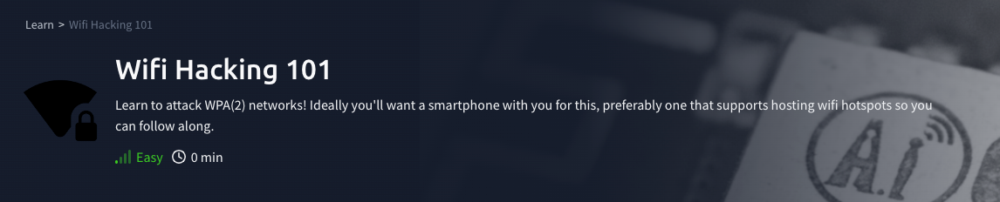 Learn > Wifi Hacking 101
Wifi Hacking 101
Learn to attack WPA(2) networks! Ideally you'll want a smartphone with you for this, preferably one that supports hosting wifi hotspots so you
can follow along.
Easy 0 min
A.i